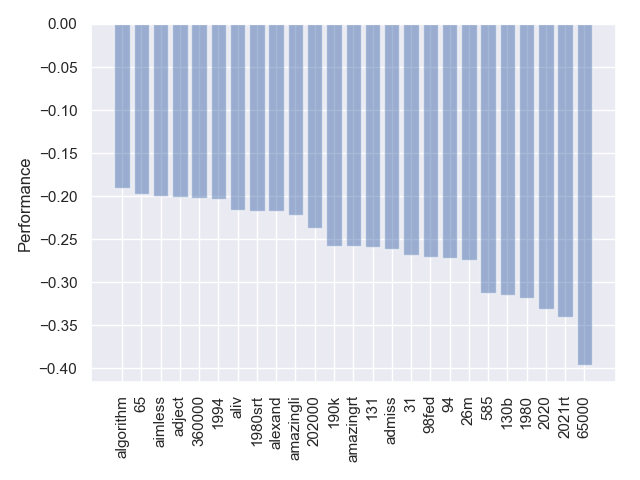 0.00
−0.05
−0.10
−0.15
−0.20
−0.25
−0.30
−0.35
−0.40
Performance
algorithm
65
aimless
adject
360000
1994
aliv
1980srt
alexand
amazingli
202000
190k
amazingrt
131
admiss
31
98fed
94
26m
585
130b
1980
2020
2021rt
65000